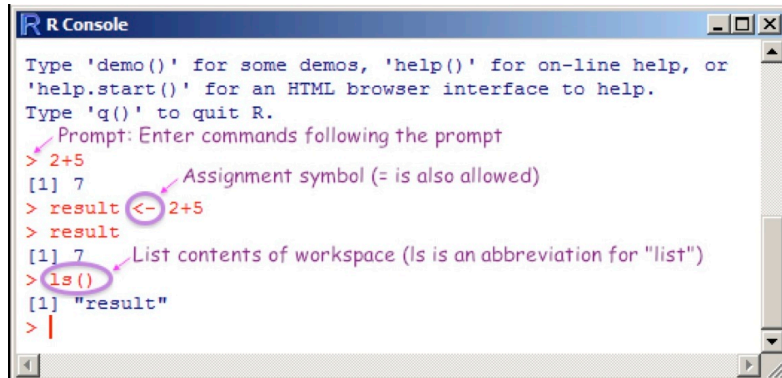 R Console
Type 'demo()' for some demos, 'help()' for on-line help, or
'help.start()' for an HTML browser interface to help.
Type 'q()' to quit R.
Prompt: Enter commands following the prompt
> 2+5
[1] 7
Assignment symbol (= is also allowed)
> result <- 2+5
> result
[1] 7
List contents of workspace (ls is an abbreviation for "list")
> ls()
[1] "result"
>